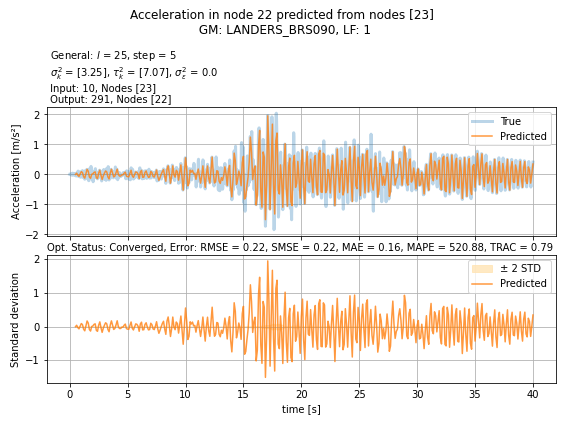 Acceleration in node 22 predicted from nodes [23]
GM: LANDERS_BRS090, LF: 1
General: l = 25, step = 5
σ²ₖ = [3.25], τ²ₖ = [7.07], σ²ε = 0.0
Input: 10, Nodes [23]
Output: 291, Nodes [22]
Acceleration [m/s²]
2
1
0
−1
−2
True
Predicted
Opt. Status: Converged, Error: RMSE = 0.22, SMSE = 0.22, MAE = 0.16, MAPE = 520.88, TRAC = 0.79
Standard deviation
2
1
0
−1
± 2 STD
Predicted
0 5 10 15 20 25 30 35 40
time [s]